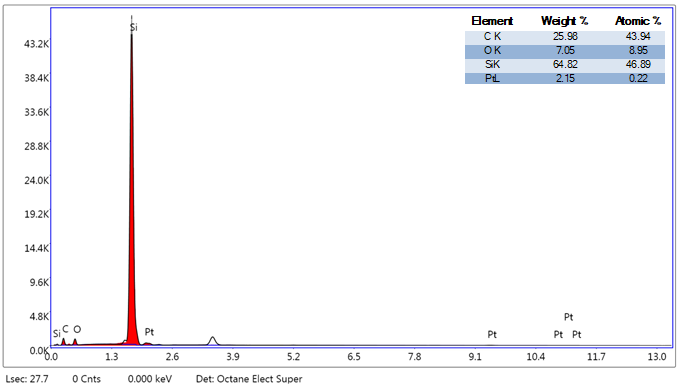 Element Weight % Atomic %
C K 25.98 43.94
O K 7.05 8.95
SiK 64.82 46.89
PtL 2.15 0.22
Si
43.2K
38.4K
33.6K
28.8K
24.0K
19.2K
14.4K
9.6K
4.8K
0.0K
Si C O Pt
Pt
Pt Pt Pt
0.0 1.3 2.6 3.9 5.2 6.5 7.8 9.1 10.4 11.7 13.0
Lsec: 27.7 0 Cnts 0.000 keV Det: Octane Elect Super